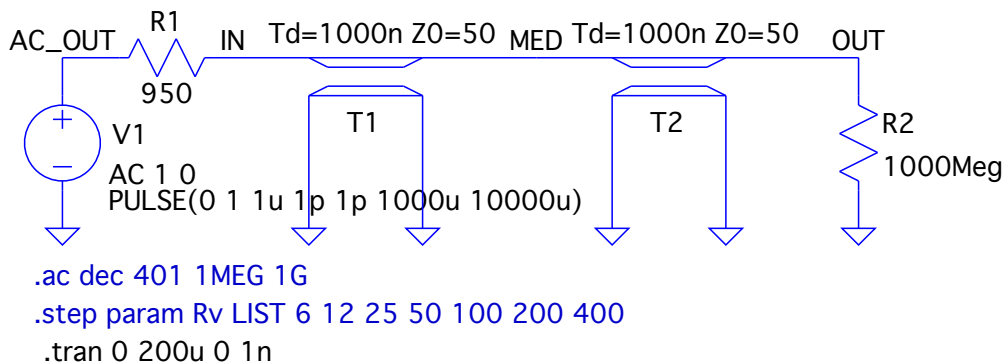 R1
AC_OUT IN Td=1000n Z0=50 MED Td=1000n Z0=50 OUT
950
T1 T2 R2
V1
1000Meg
AC 1 0
PULSE(0 1 1u 1p 1p 1000u 10000u)
.ac dec 401 1MEG 1G
.step param Rv LIST 6 12 25 50 100 200 400
.tran 0 200u 0 1n